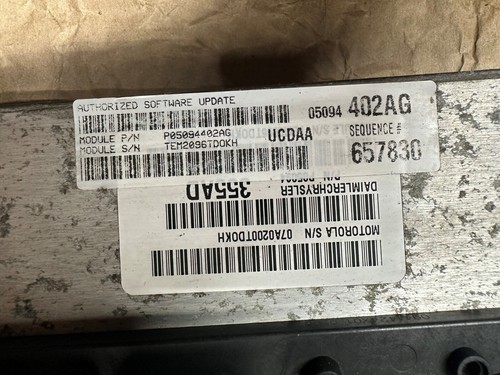 AUTHORIZED SOFTWARE UPDATE
05094 402AG
MODULE P/N P05094402AG
MODULE S/N TEM2096TDOKH
UCDAA
SEQUENCE #
657830
MOTOROLA S/N 07A0200TDOKH
DAIMLERCHRYSLER
355AD